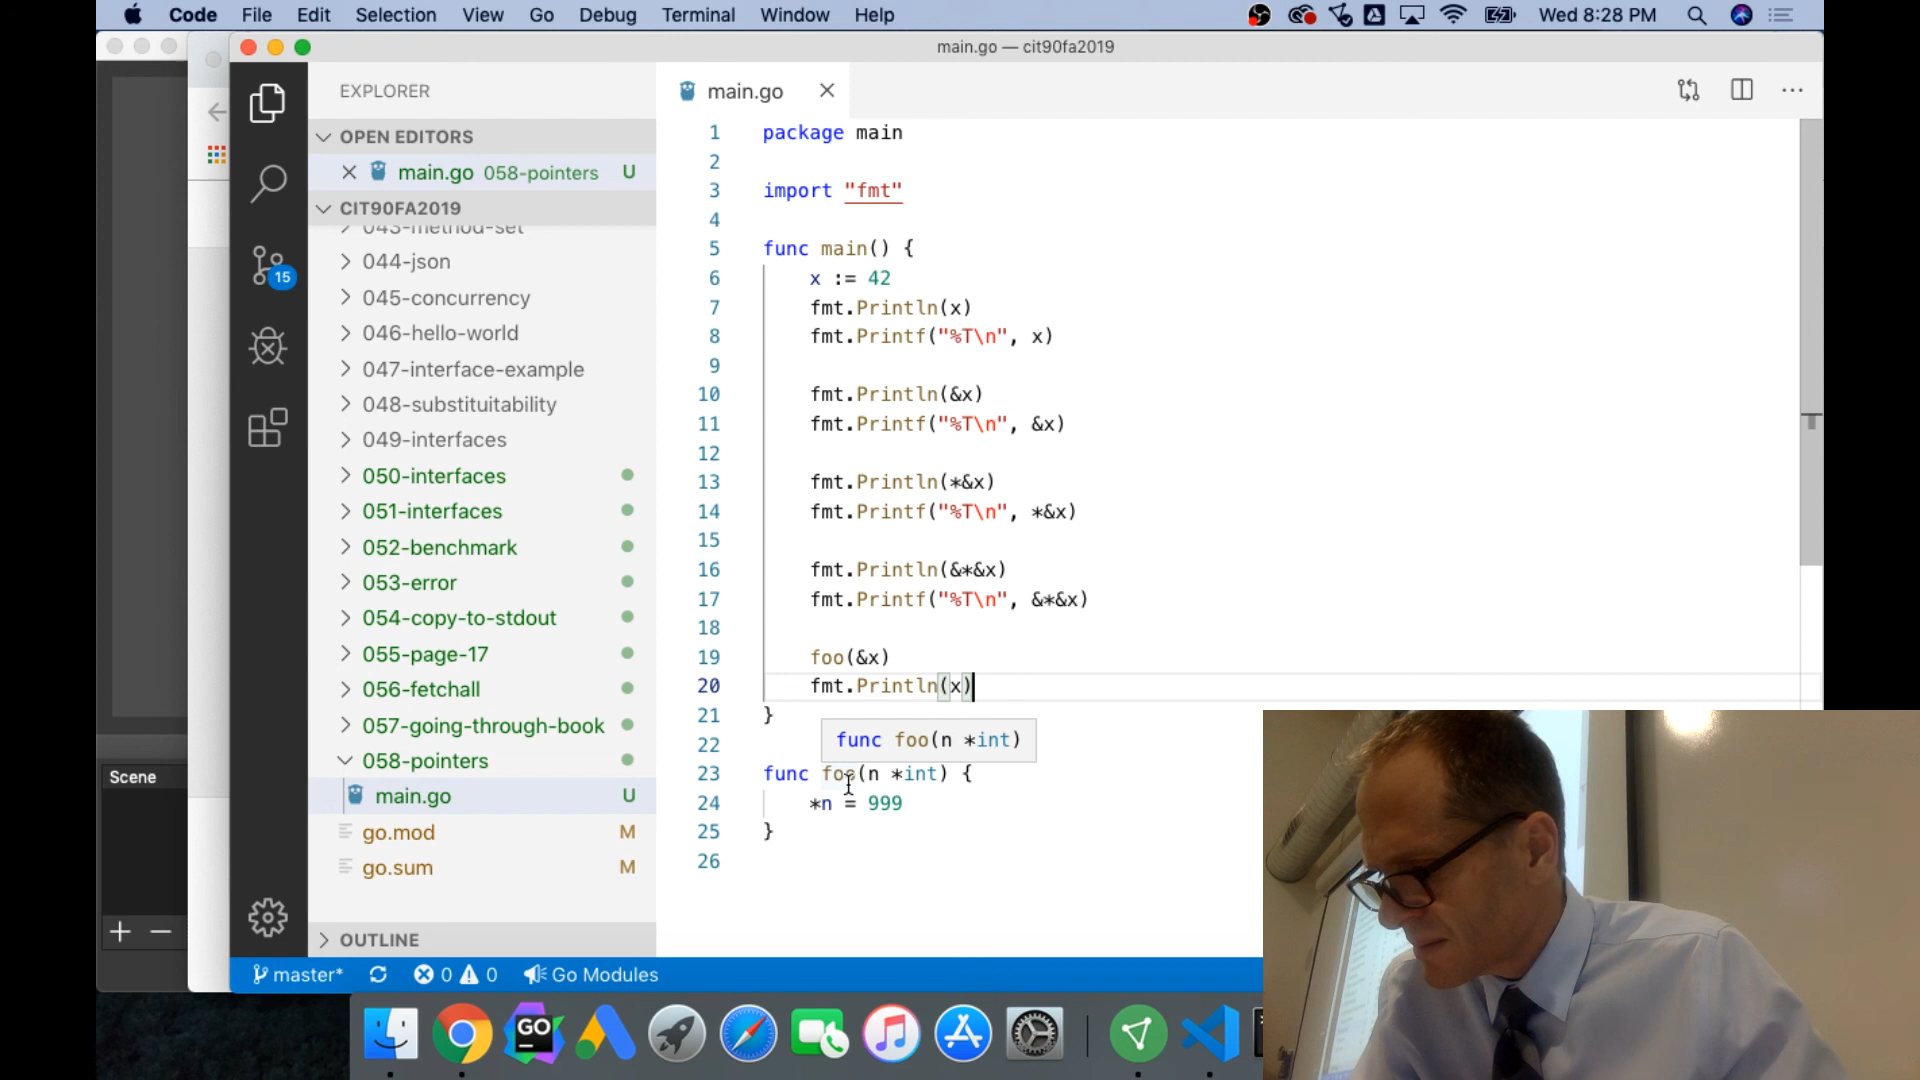 Code File Edit Selection View Go Debug Terminal Window Help Wed 8:28 PM
main.go — cit90fa2019
EXPLORER
OPEN EDITORS
main.go 058-pointers U
CIT90FA2019
043-method-set
044-json
045-concurrency
046-hello-world
047-interface-example
048-substituitability
049-interfaces
050-interfaces
051-interfaces
052-benchmark
053-error
054-copy-to-stdout
055-page-17
056-fetchall
057-going-through-book
058-pointers
main.go U
go.mod M
go.sum M
OUTLINE
15
main.go
1 package main
2
3 import "fmt"
4
5 func main() {
6 x := 42
7 fmt.Println(x)
8 fmt.Printf("%T\n", x)
9
10 fmt.Println(&x)
11 fmt.Printf("%T\n", &x)
12
13 fmt.Println(*&x)
14 fmt.Printf("%T\n", *&x)
15
16 fmt.Println(&*&x)
17 fmt.Printf("%T\n", &*&x)
18
19 foo(&x)
20 fmt.Println(x)
21 }
22
func foo(n *int)
23 func foo(n *int) {
24 *n = 999
25 }
26
Scene
master* 0 0 Go Modules
GO